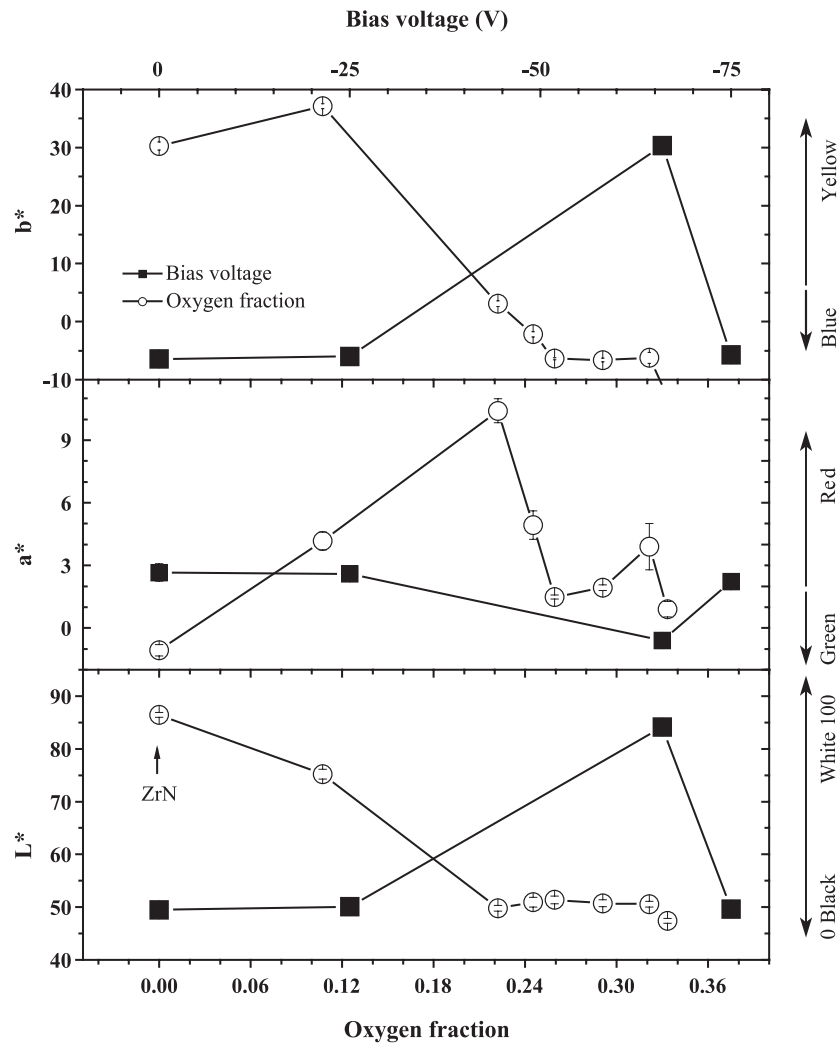 Bias voltage (V)
0 -25 -50 -75
40
30
20
10
0
-10
b*
Bias voltage
Oxygen fraction
Yellow
Blue
9
6
3
0
a*
Red
Green
90
80
70
60
50
40
L*
ZrN
White 100
0 Black
0.00 0.06 0.12 0.18 0.24 0.30 0.36
Oxygen fraction